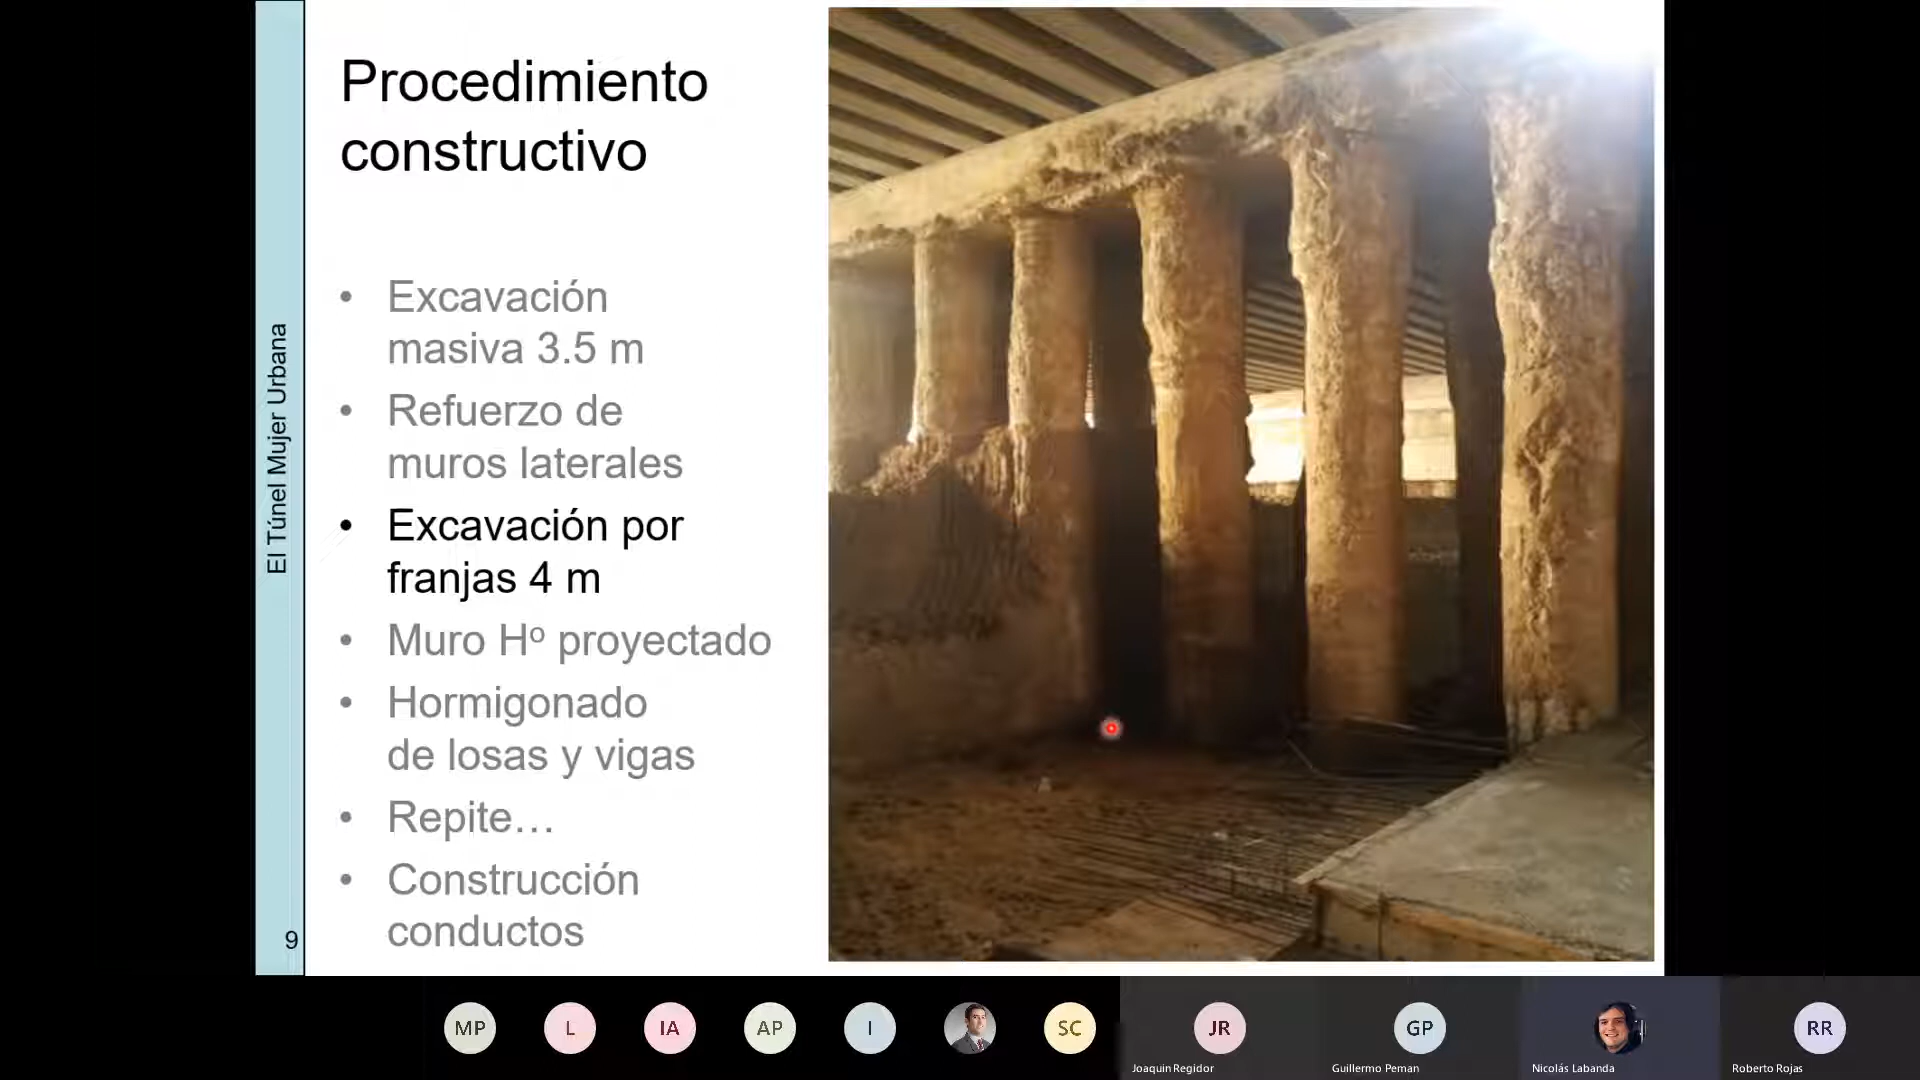 Procedimiento
constructivo
• Excavación
masiva 3.5 m
• Refuerzo de
muros laterales
• Excavación por
franjas 4 m
• Muro Hº proyectado
• Hormigonado
de losas y vigas
• Repite…
• Construcción
conductos
El Túnel Mujer Urbana
9
MP
L
IA
AP
I
SC
JR
GP
RR
Joaquin Regidor
Guillermo Peman
Nicolás Labanda
Roberto Rojas